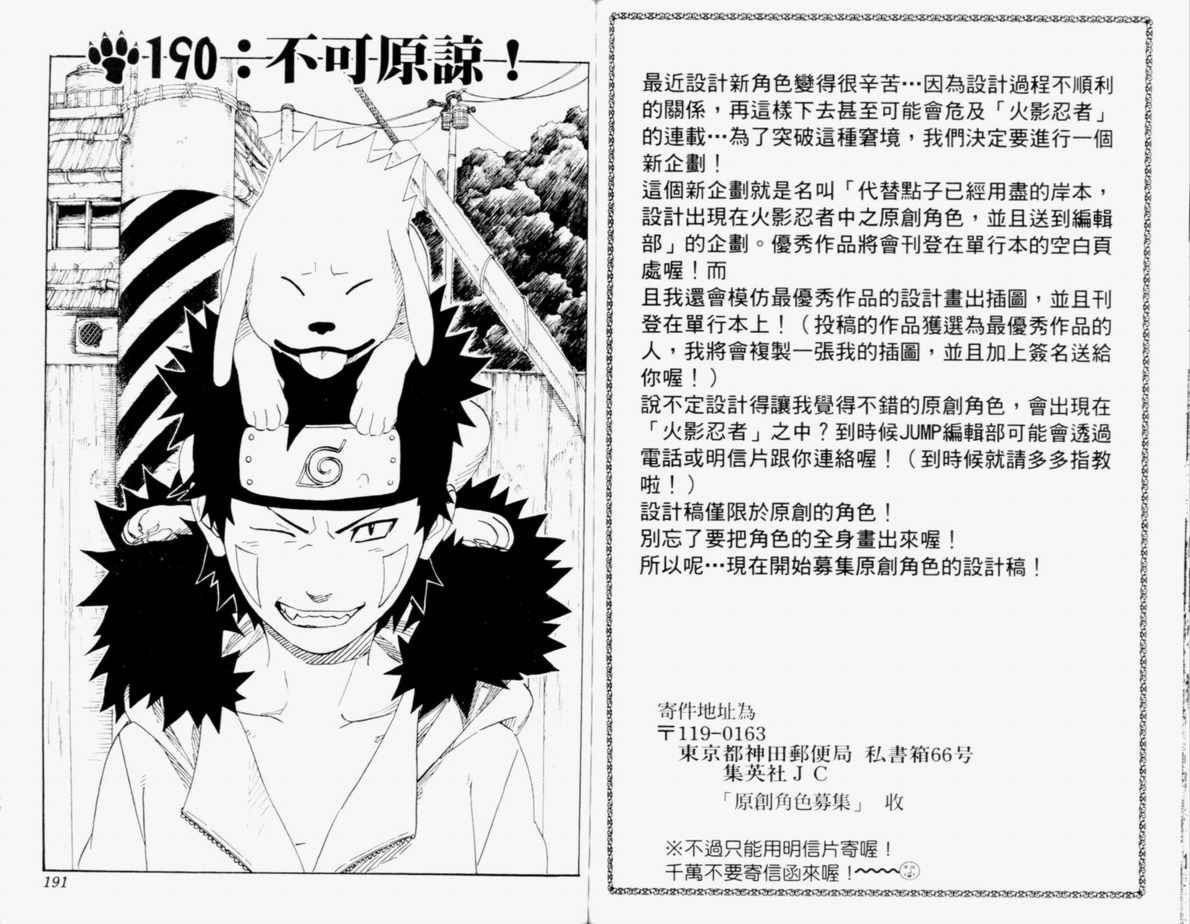 190：不可原諒！
191
最近設計新角色變得很辛苦…因為設計過程不順利
的關係，再這樣下去甚至可能會危及「火影忍者」
的連載…為了突破這種窘境，我們決定要進行一個
新企劃！
這個新企劃就是名叫「代替點子已經用盡的岸本，
設計出現在火影忍者中之原創角色，並且送到編輯
部」的企劃。優秀作品將會刊登在單行本的空白頁
處喔！而
且我還會模仿最優秀作品的設計畫出插圖，並且刊
登在單行本上！（投稿的作品獲選為最優秀作品的
人，我將會複製一張我的插圖，並且加上簽名送給
你喔！）
說不定設計得讓我覺得不錯的原創角色，會出現在
「火影忍者」之中？到時候JUMP編輯部可能會透過
電話或明信片跟你連絡喔！（到時候就請多多指教
啦！）
設計稿僅限於原創的角色！
別忘了要把角色的全身畫出來喔！
所以呢…現在開始募集原創角色的設計稿！
寄件地址為
〒119-0163
東京都神田郵便局 私書箱66号
集英社ＪＣ
「原創角色募集」 收
※不過只能用明信片寄喔！
千萬不要寄信函來喔！